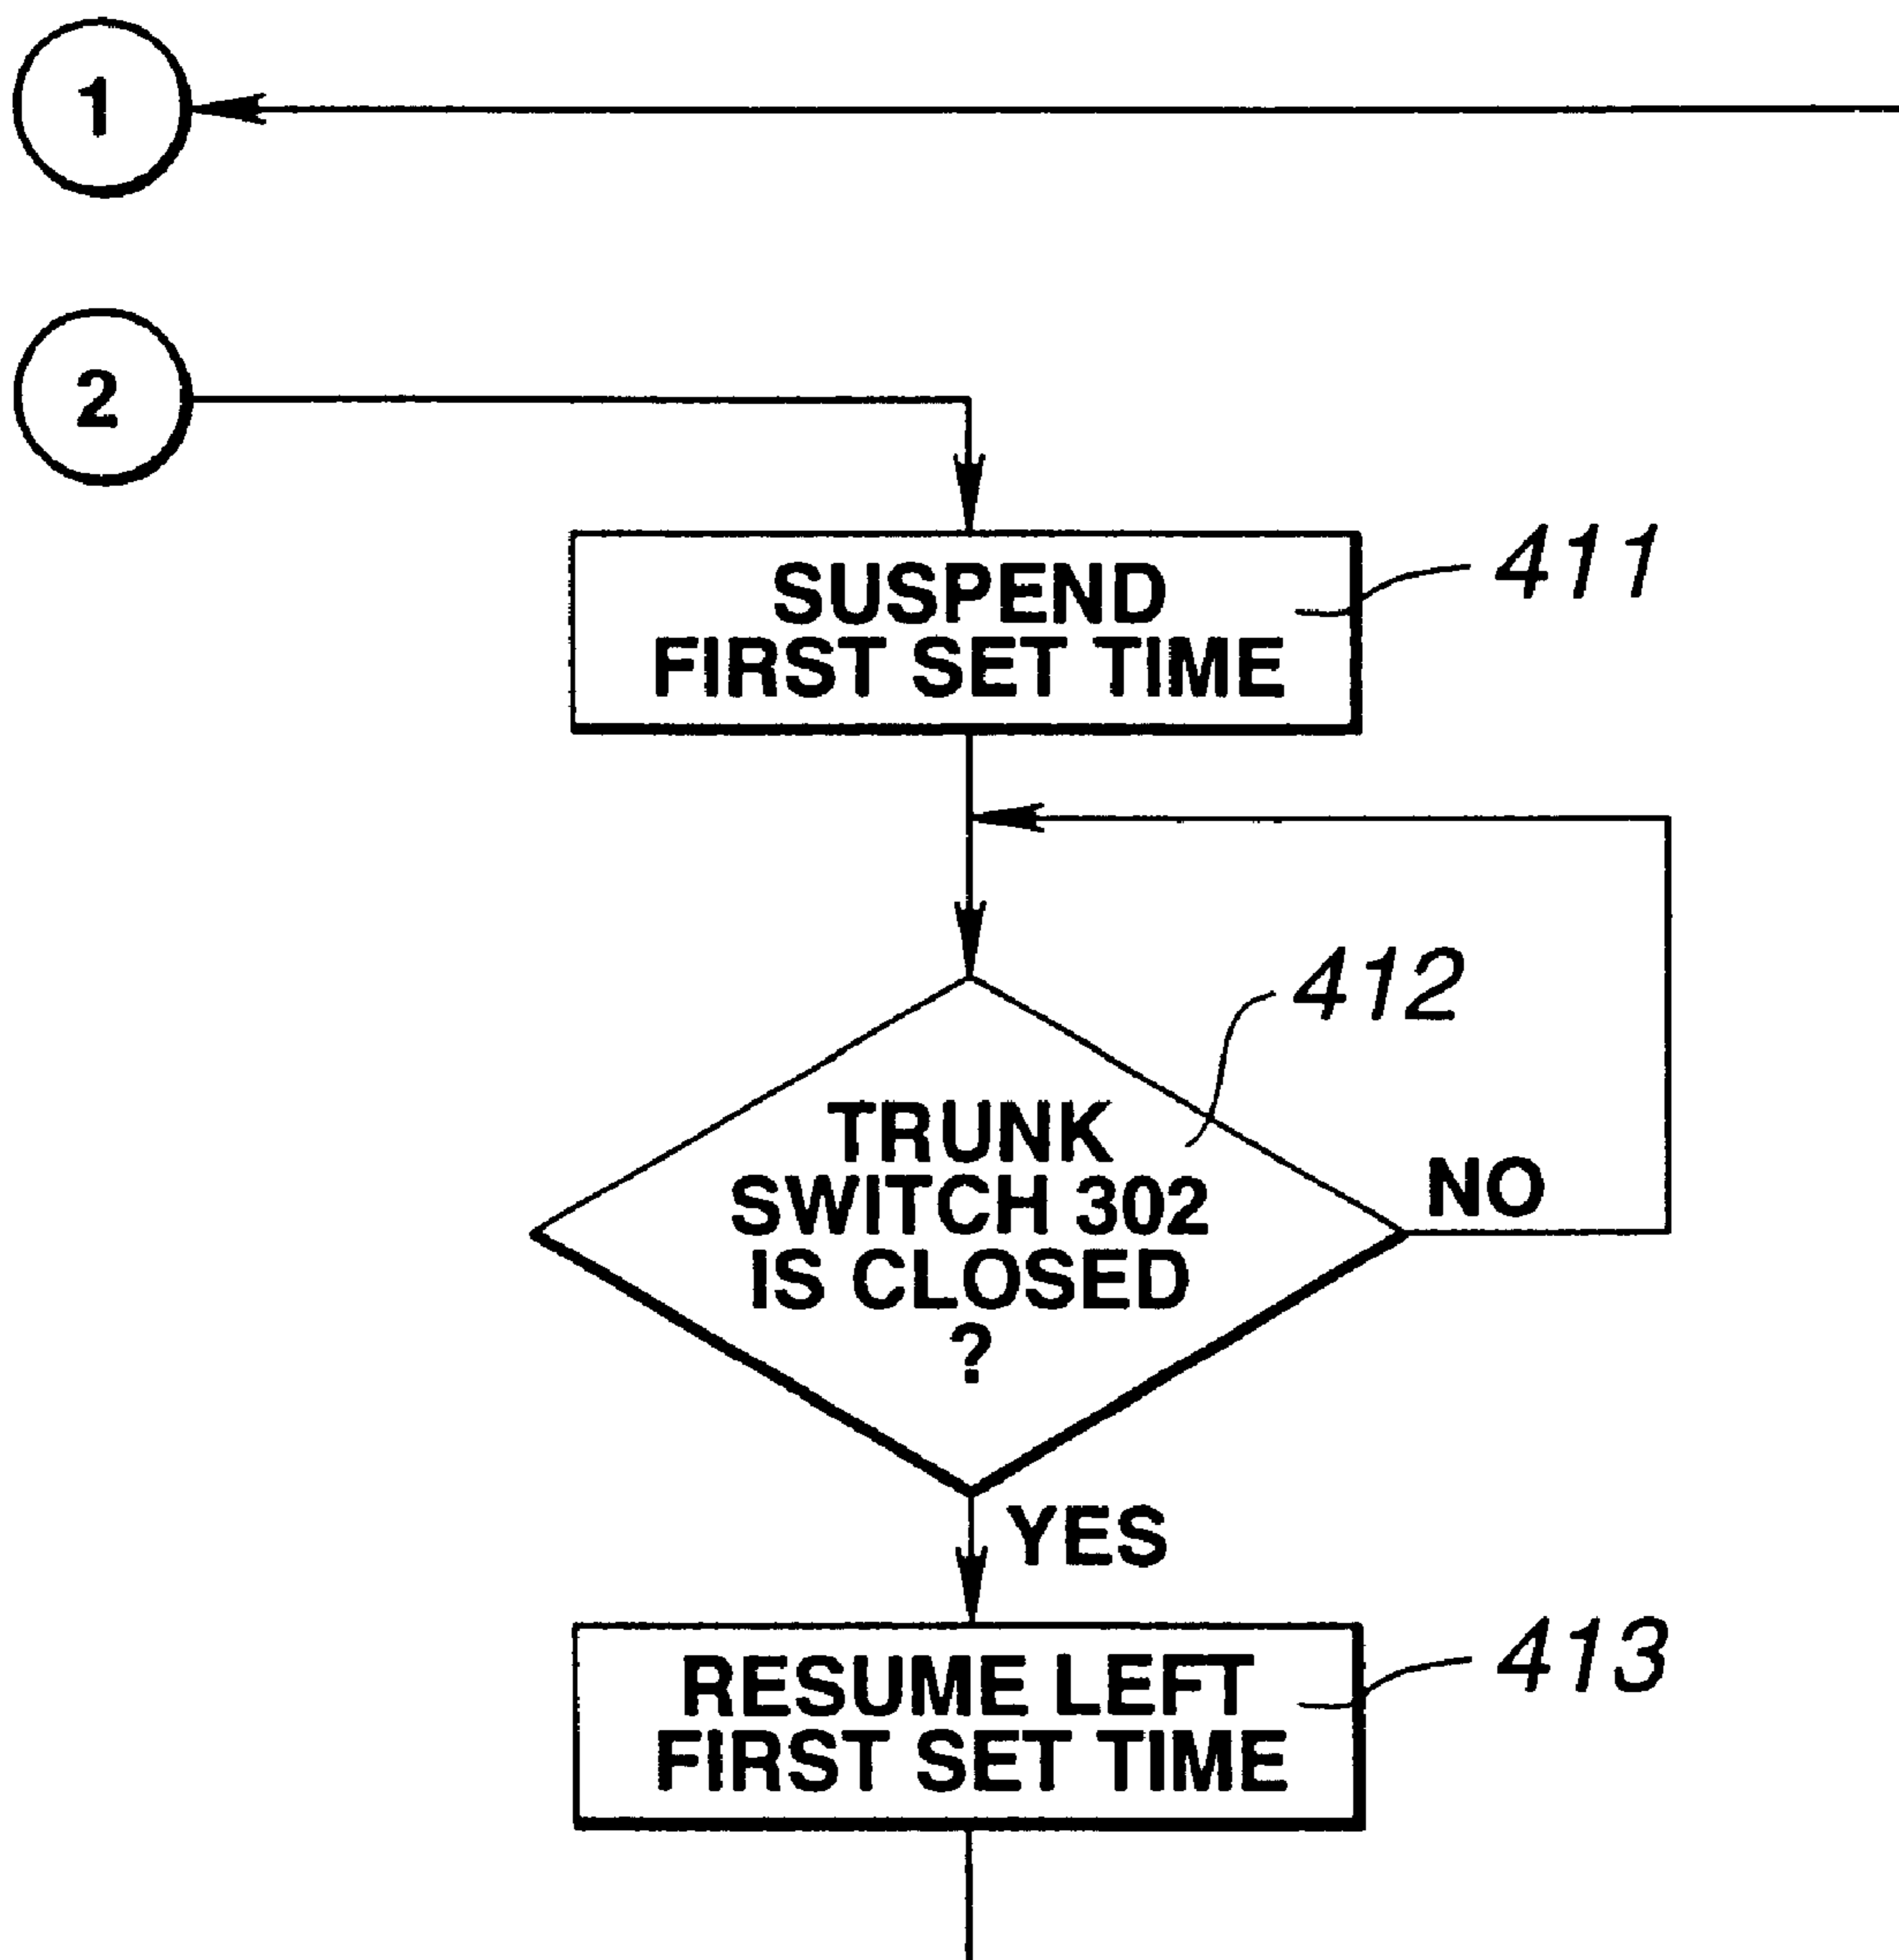 1
2
SUSPEND
FIRST SET TIME
411
412
TRUNK
SWITCH 302
IS CLOSED
?
NO
YES
RESUME LEFT
FIRST SET TIME
413